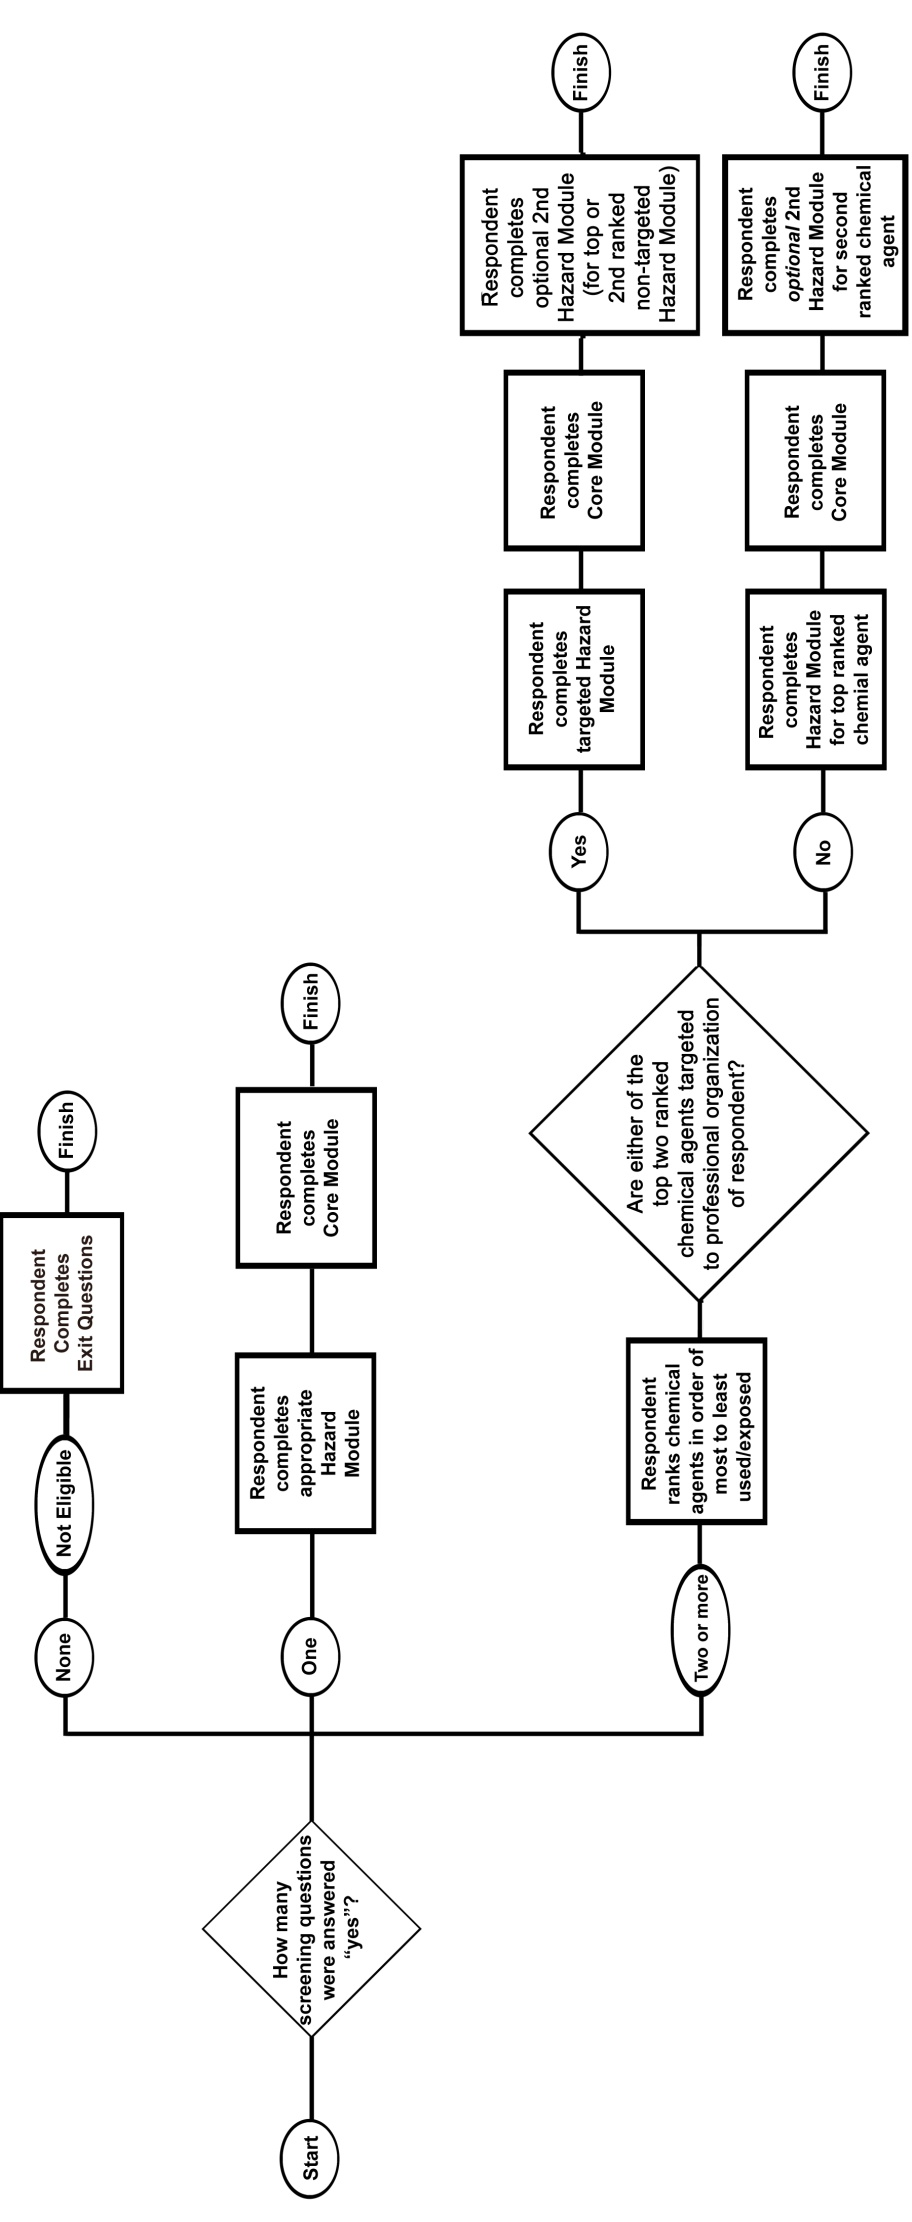 Start
How many
screening questions
were answered
“yes”?
None
Not Eligible
Respondent
Completes
Exit Questions
Finish
One
Respondent
completes
appropriate
Hazard
Module
Respondent
completes
Core Module
Finish
Two or more
Respondent
ranks chemical
agents in order of
most to least
used/exposed
Are either of the
top two ranked
chemical agents targeted
to professional organization
of respondent?
Yes
Respondent
completes
targeted Hazard
Module
Respondent
completes
Core Module
Respondent
completes
optional 2nd
Hazard Module
(for top or
2nd ranked
non-targeted
Hazard Module)
Finish
No
Respondent
completes
Hazard Module
for top ranked
chemial agent
Respondent
completes
Core Module
Respondent
completes
optional 2nd
Hazard Module
for second
ranked chemical
agent
Finish